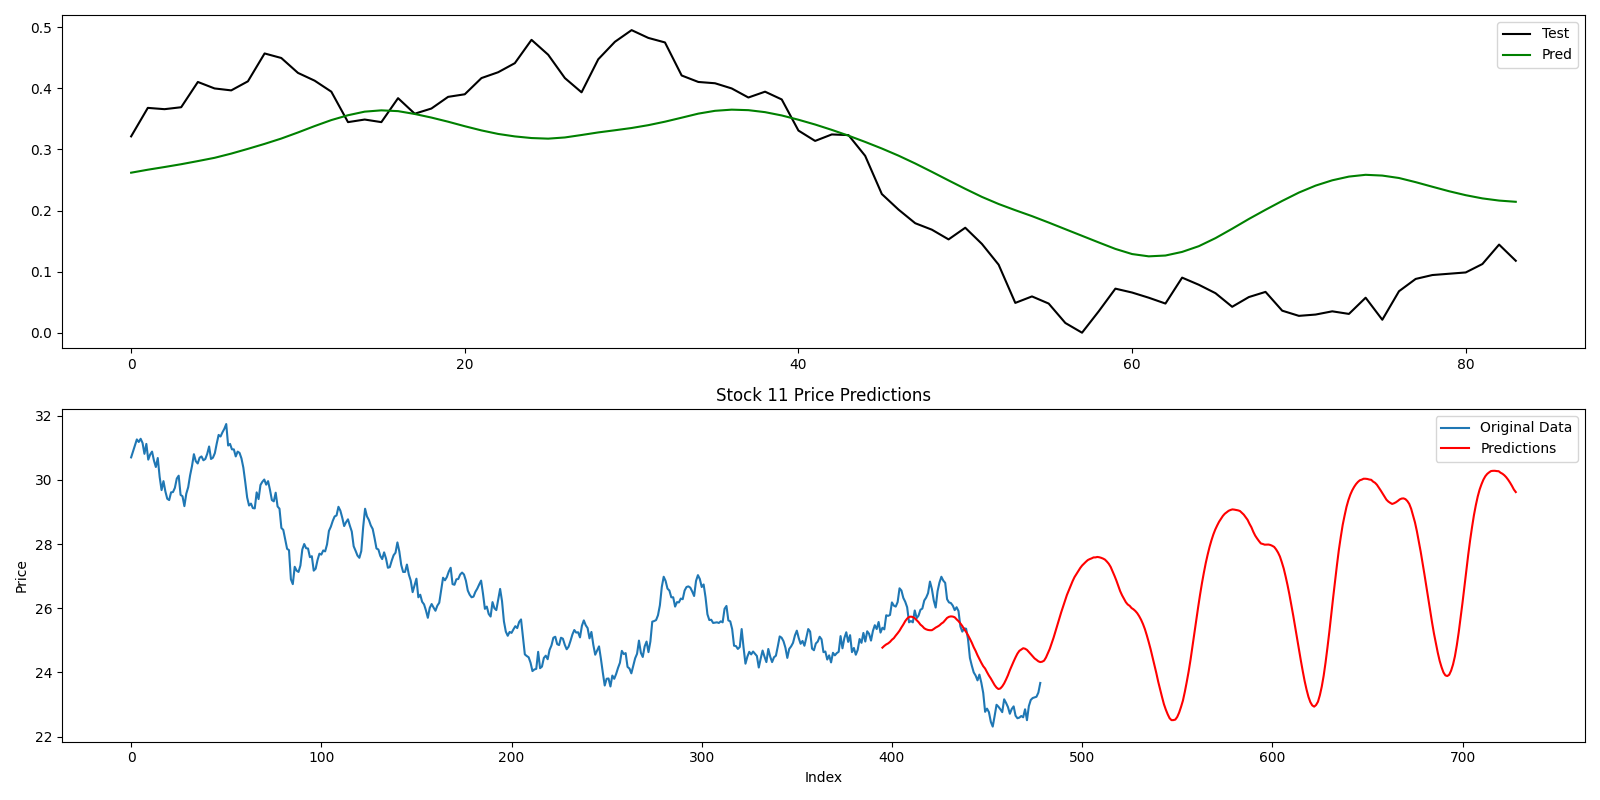 0.5
0.4
0.3
0.2
0.1
0.0
Test
Pred
0 20 40 60 80
Stock 11 Price Predictions
32
30
28
26
24
22
Price
Original Data
Predictions
0 100 200 300 400 500 600 700
Index